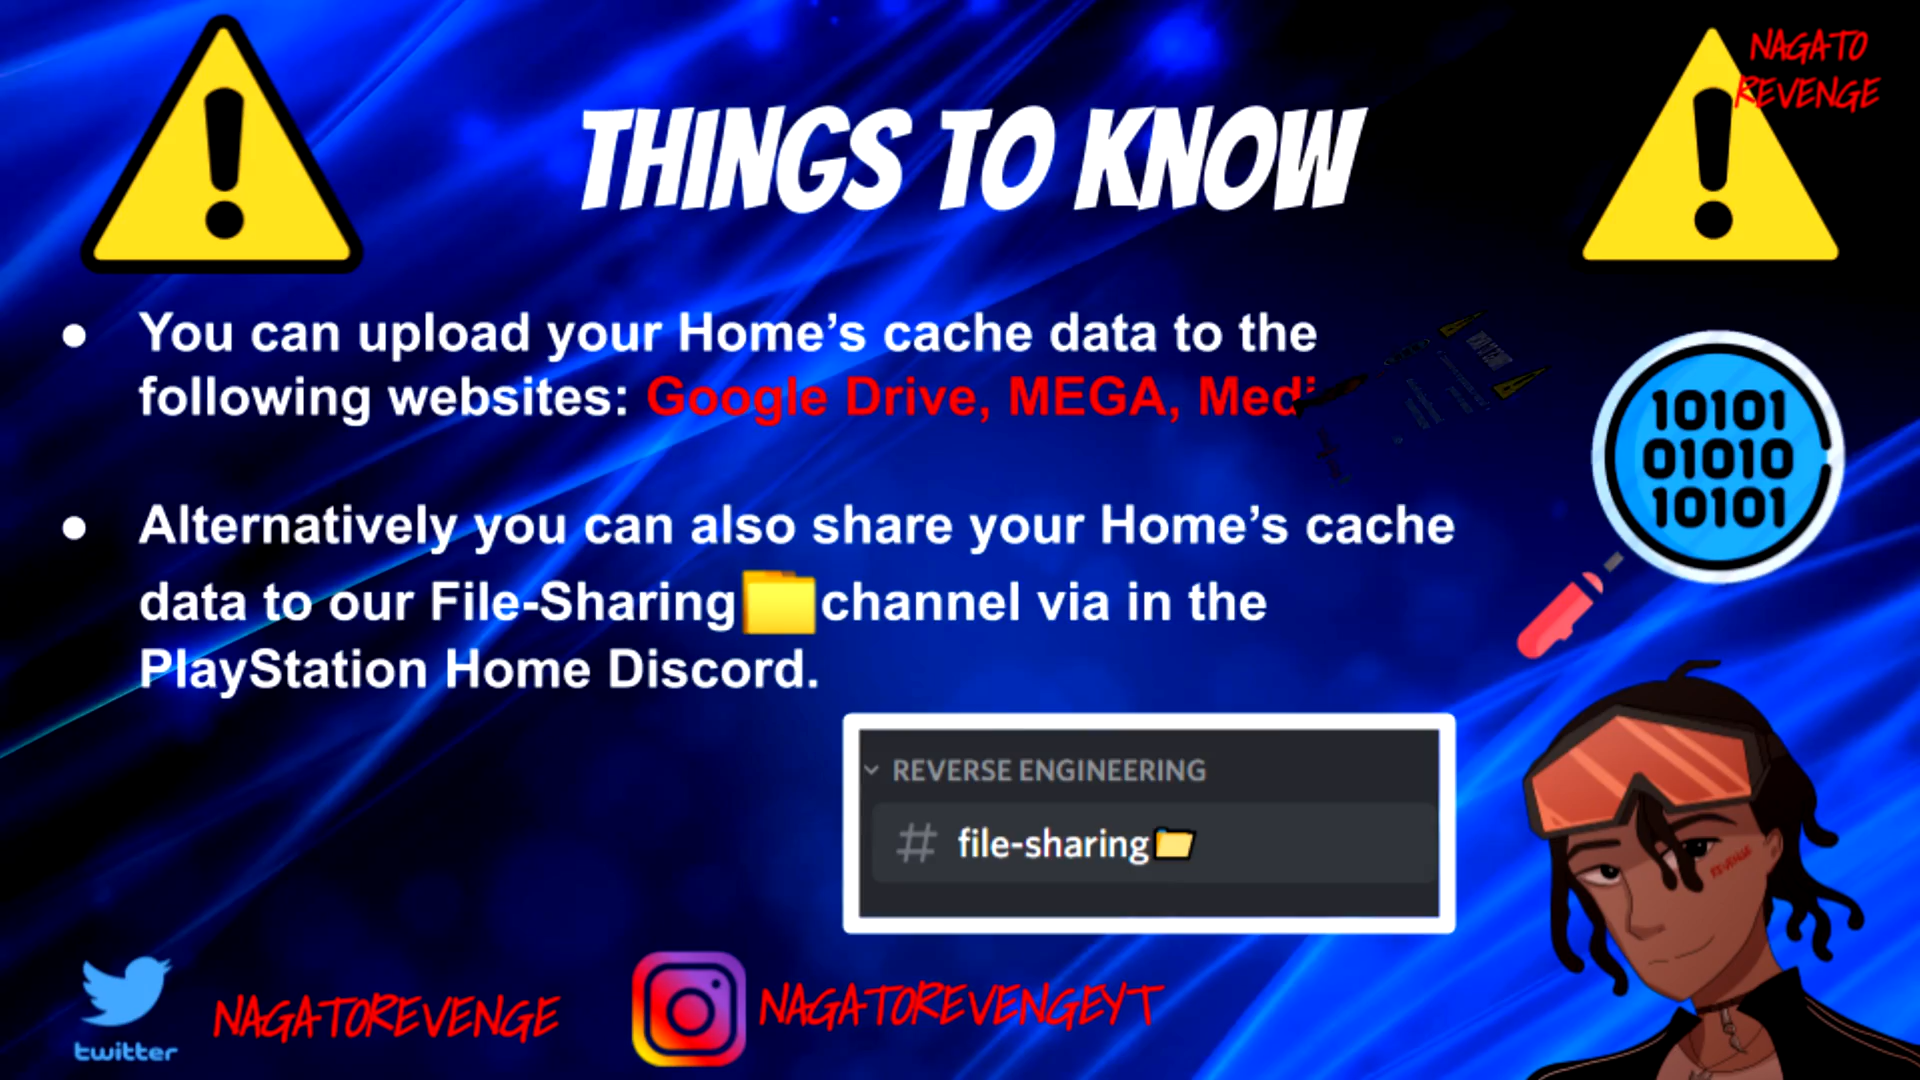 NAGATO
REVENGE
THINGS TO KNOW
● You can upload your Home’s cache data to the
following websites: Google Drive, MEGA,
● Alternatively you can also share your Home’s cache
data to our File-Sharing channel via in the
PlayStation Home Discord.
10101
01010
10101
REVERSE ENGINEERING
# file-sharing
REVENGE
twitter
NAGATOREVENGE
NAGATOREVENGEYT